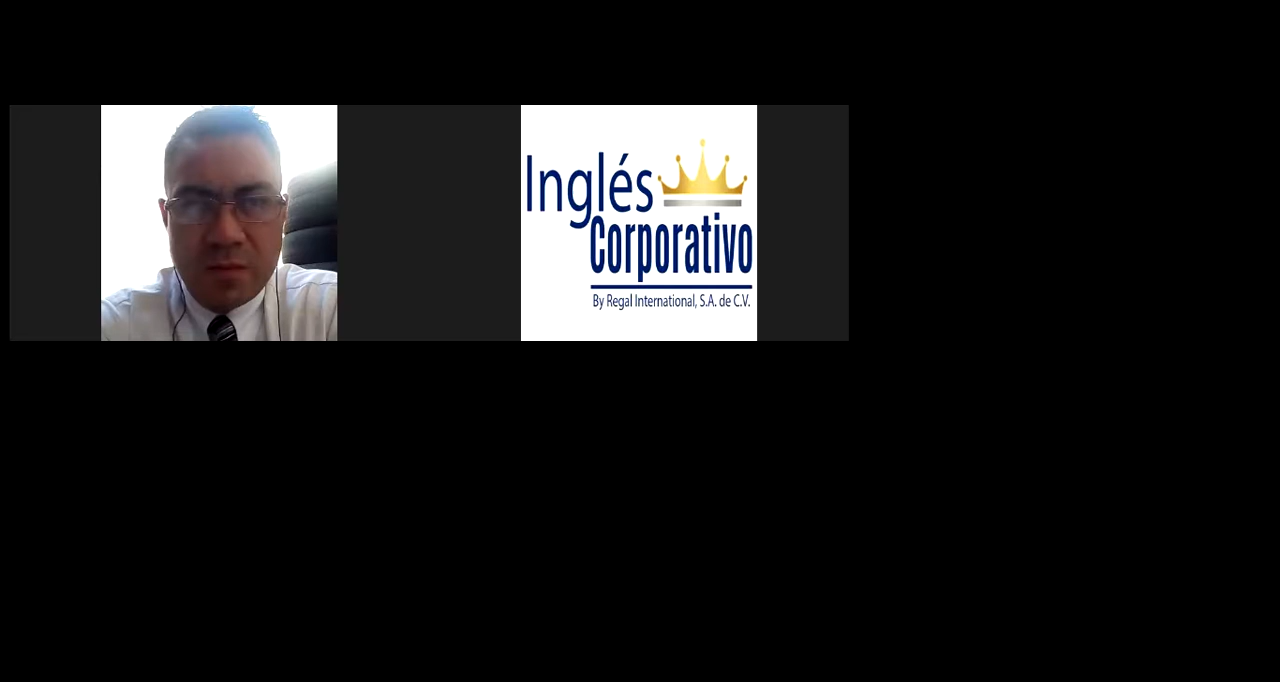 Inglés
Corporativo
By Regal International, S.A. de C.V.